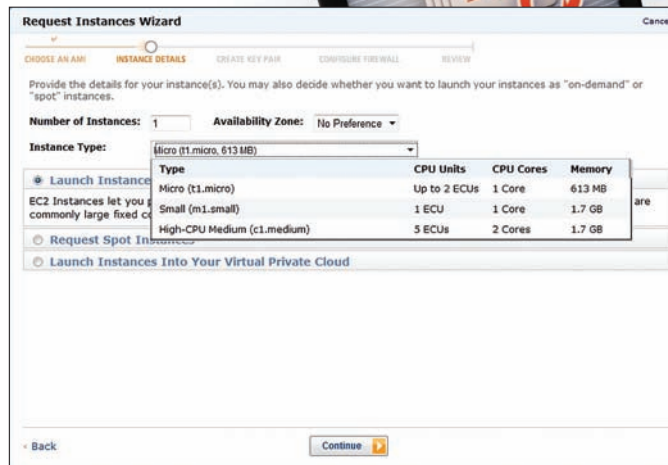 Request Instances Wizard
Cance
CHOOSE AN AMI INSTANCE DETAILS CREATE KEY PAIR CONFIGURE FIREWALL REVIEW
Provide the details for your instance(s). You may also decide whether you want to launch your instances as "on-demand" or
"spot" instances.
Number of Instances: 1 Availability Zone: No Preference
Instance Type: Micro (t1.micro, 613 MB)
Type CPU Units CPU Cores Memory
Micro (t1.micro) Up to 2 ECUs 1 Core 613 MB
Small (m1.small) 1 ECU 1 Core 1.7 GB
High-CPU Medium (c1.medium) 5 ECUs 2 Cores 1.7 GB
Launch Instance
EC2 Instances let you p are
commonly large fixed co
Request Spot Instances
Launch Instances Into Your Virtual Private Cloud
Back Continue